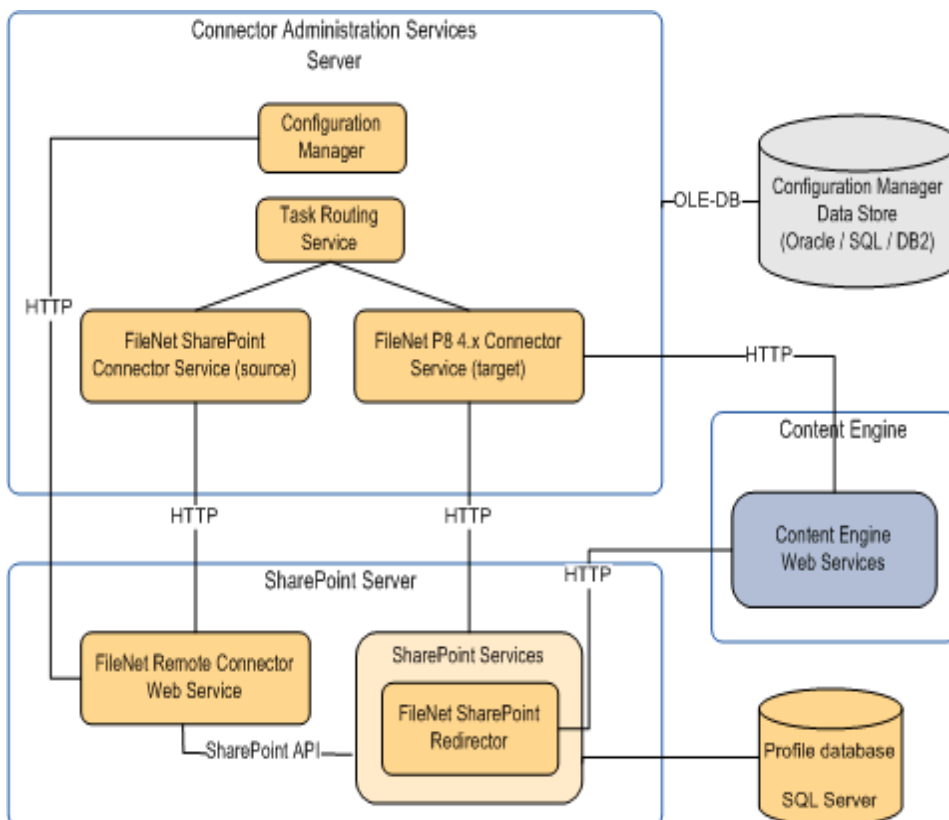 Connector Administration Services
Server
Configuration
Manager
Task Routing
Service
OLE-DB
Configuration Manager
Data Store
(Oracle / SQL / DB2)
HTTP
FileNet SharePoint
Connector Service (source)
FileNet P8 4.x Connector
Service (target)
HTTP
Content Engine
HTTP
HTTP
Content Engine
Web Services
HTTP
SharePoint Server
FileNet Remote Connector
Web Service
SharePoint Services
FileNet SharePoint
Redirector
SharePoint API
Profile database
SQL Server